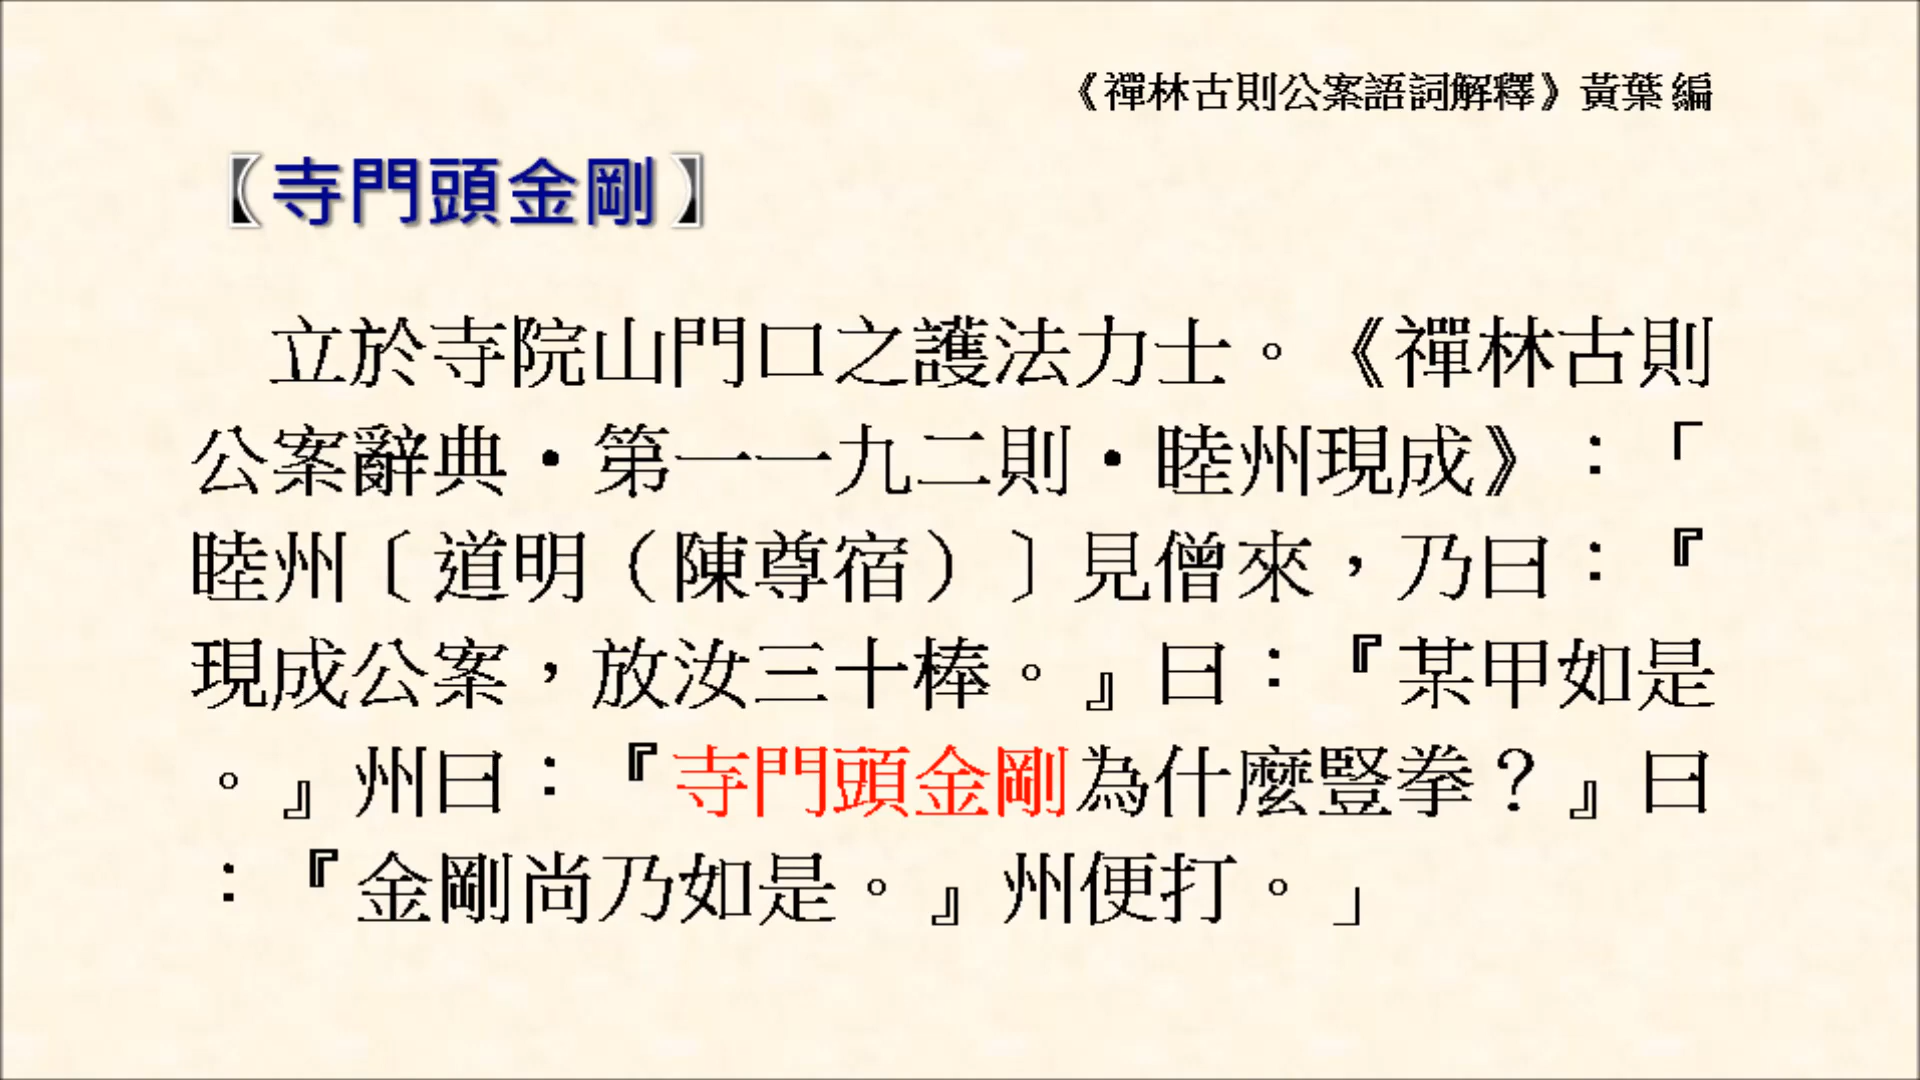 《禪林古則公案語詞解釋》黃葉 編
【寺門頭金剛】
立於寺院山門口之護法力士。《禪林古則
公案辭典・第一一九二則・睦州現成》：「
睦州〔道明（陳尊宿）〕見僧來，乃曰：『
現成公案，放汝三十棒。』曰：『某甲如是
。』州曰：『寺門頭金剛為什麼豎拳？』曰
：『金剛尚乃如是。』州便打。」